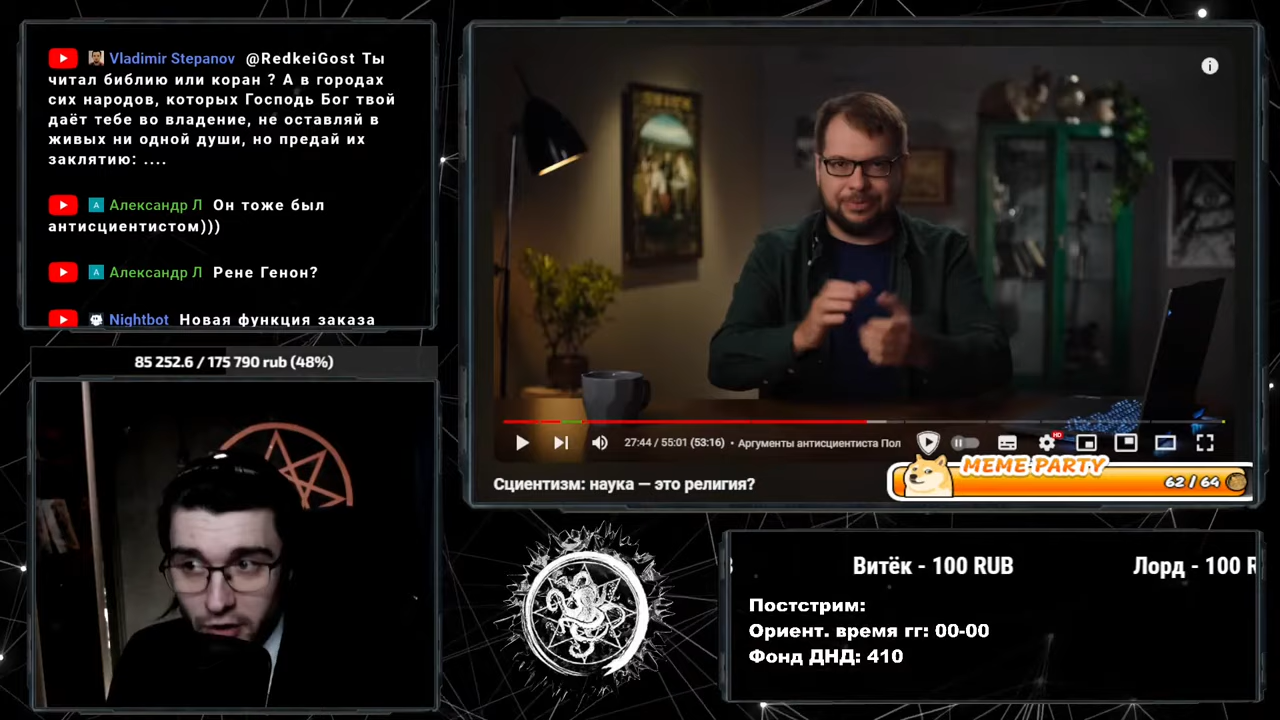 Vladimir Stepanov @RedkeiGost Ты
читал библию или коран ? А в городах
сих народов, которых Господь Бог твой
даёт тебе во владение, не оставляй в
живых ни одной души, но предай их
заклятию: ....
А Александр Л Он тоже был
антисциентистом)))
А Александр Л Рене Генон?
Nightbot Новая функция заказа
85 252.6 / 175 790 rub (48%)
27:44 / 55:01 (53:16) • Аргументы антисциентиста Пол
HD
MEME PARTY
62 / 64
Сциентизм: наука — это религия?
Витёк - 100 RUB
Лорд - 100 R
Постстрим:
Ориент. время гг: 00-00
Фонд ДНД: 410